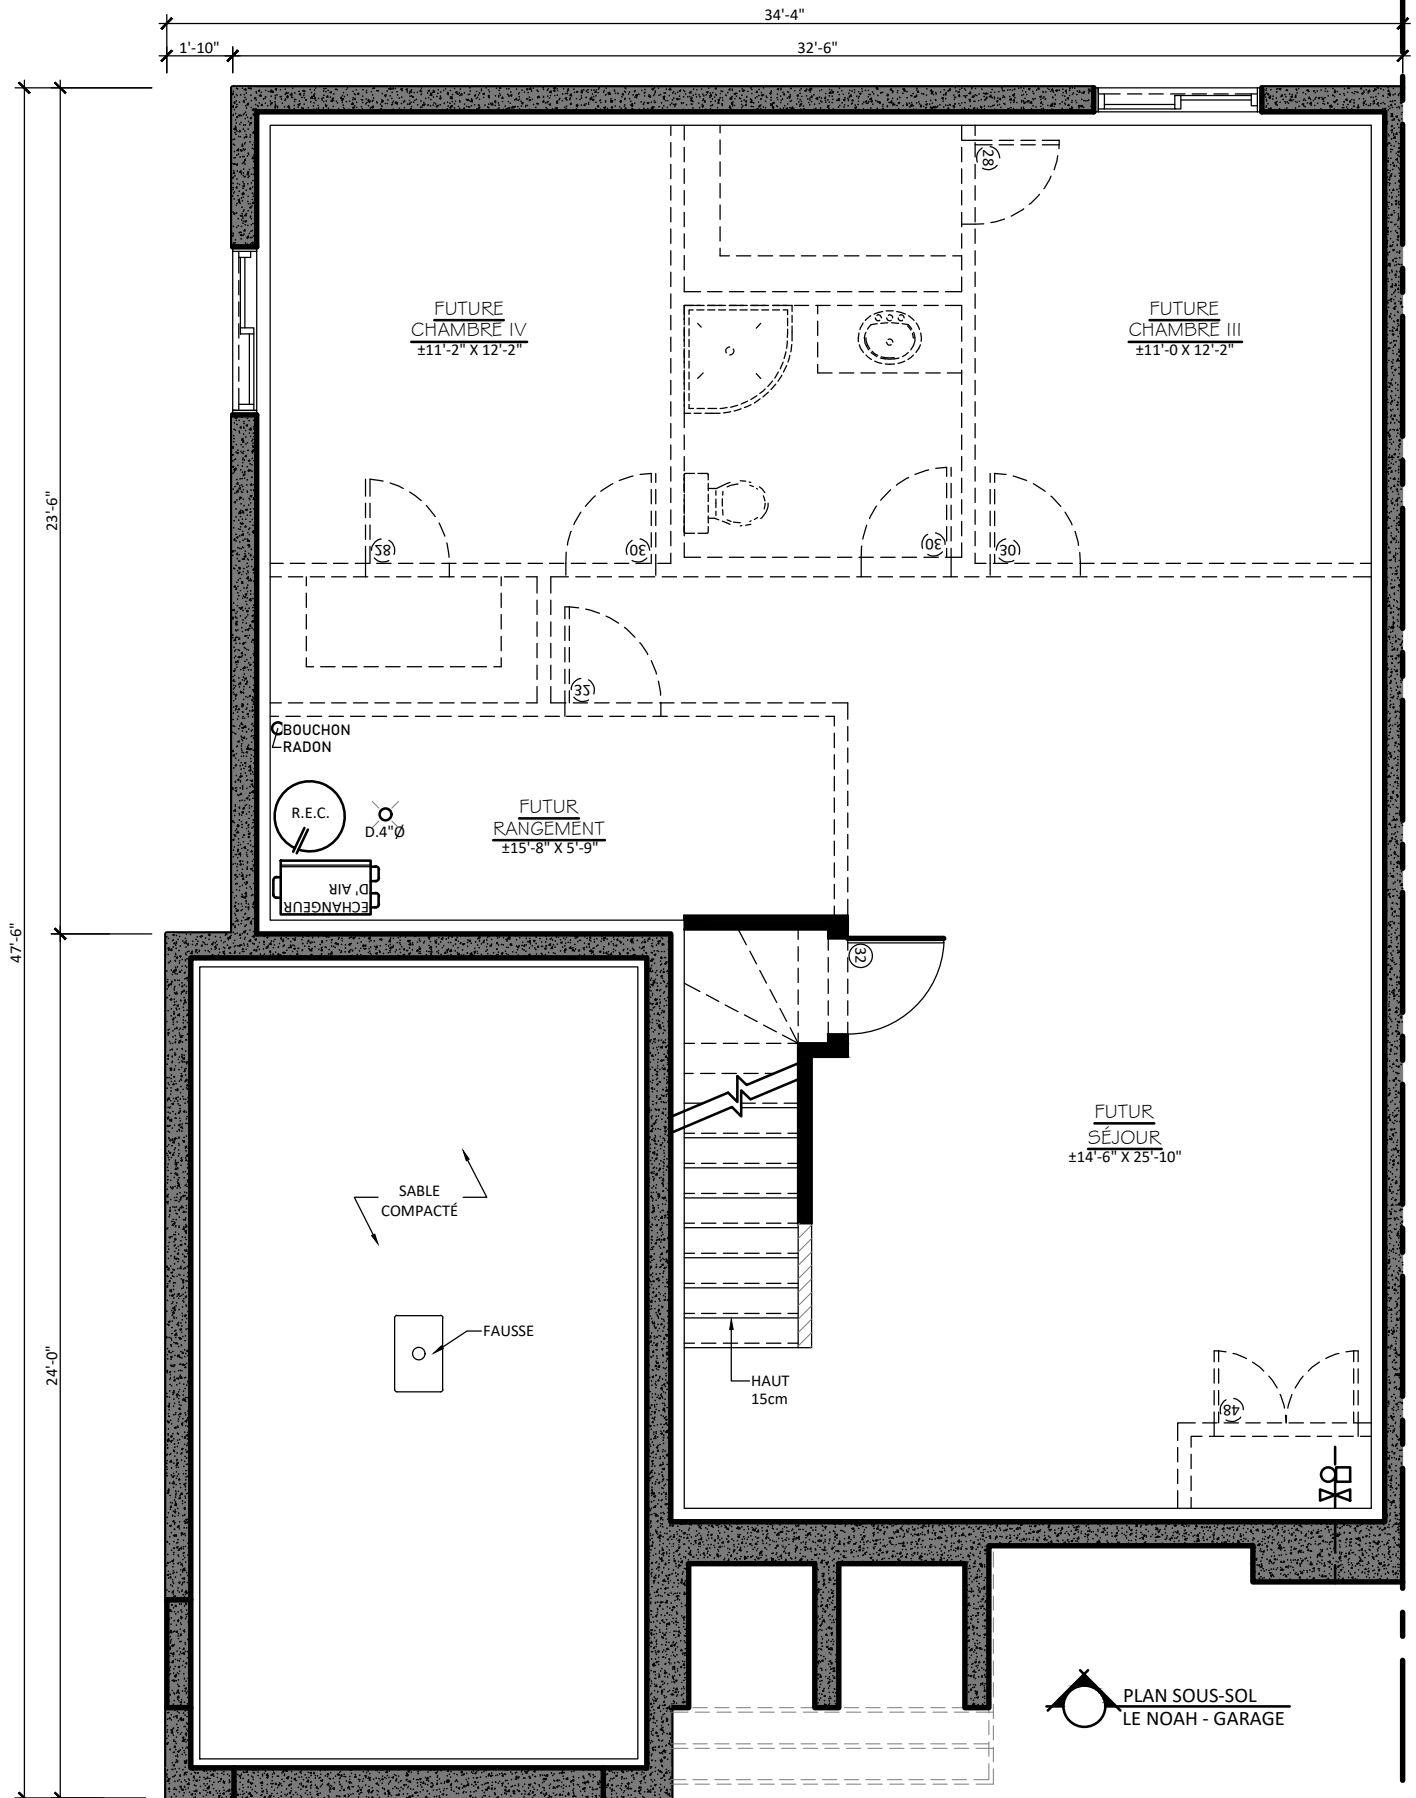 34'-4"
1'-10"
32'-6"
28
FUTURE
CHAMBRE IV
±11'-2" X 12'-2"
FUTURE
CHAMBRE III
±11'-0 X 12'-2"
23'-6"
28
30
30
30
32
BOUCHON
RADON
R.E.C.
D.4"Ø
FUTUR
RANGEMENT
±15'-8" X 5'-9"
ECHANGEUR
D' AIR
47'-6"
32
FUTUR
SÉJOUR
±14'-6" X 25'-10"
SABLE
COMPACTÉ
FAUSSE
24'-0"
HAUT
15cm
48
PLAN SOUS-SOL
LE NOAH - GARAGE